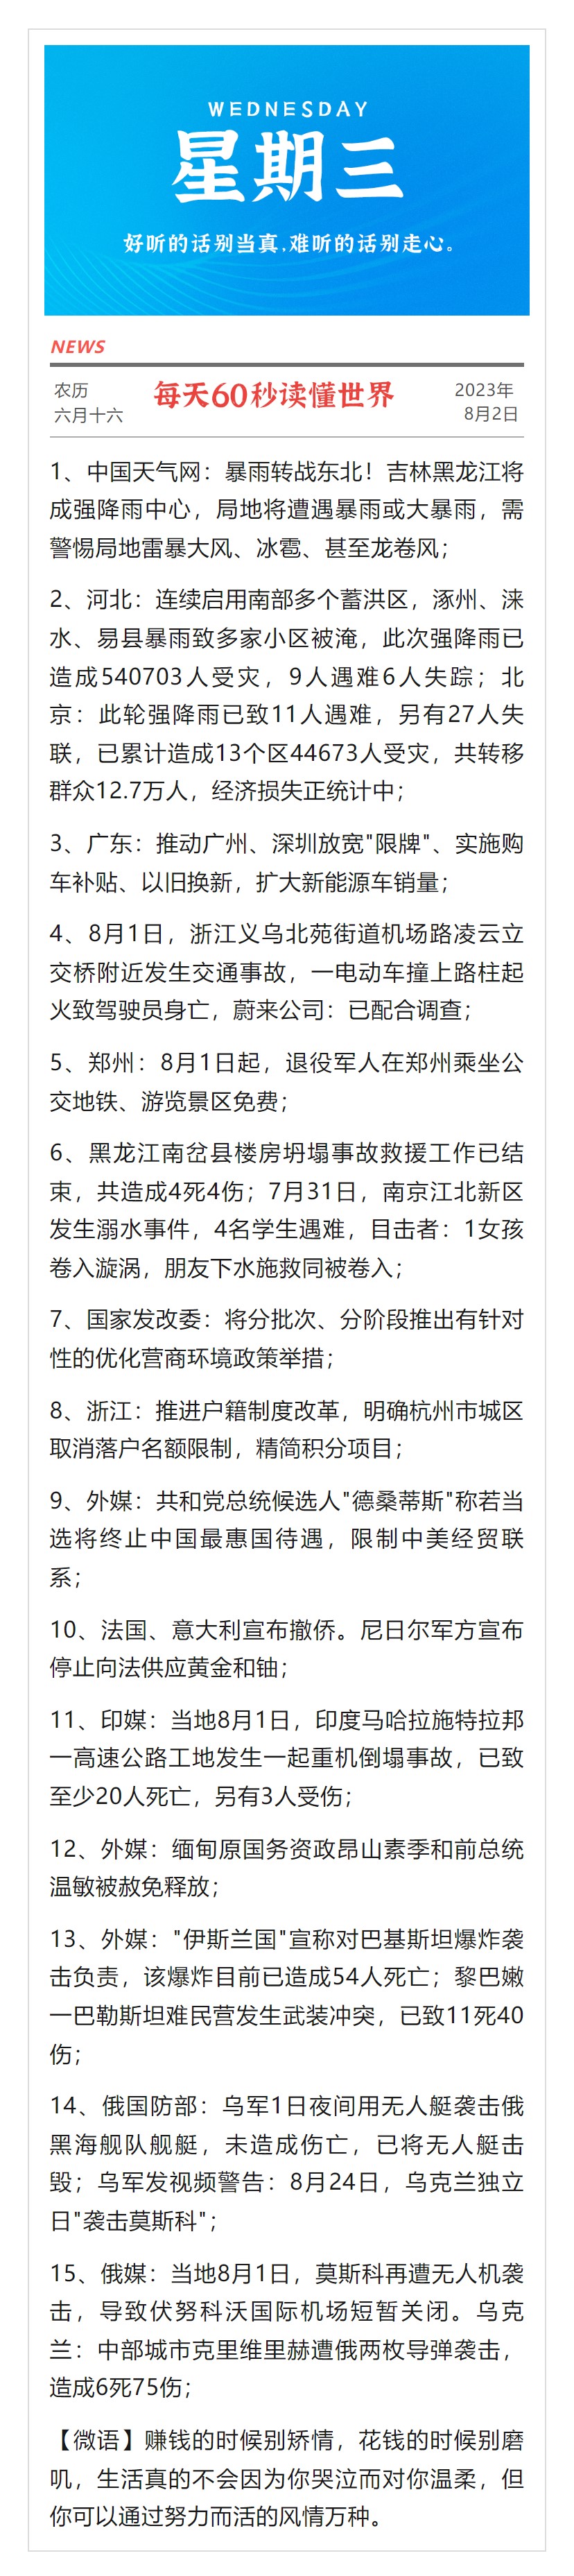 WEDNESDAY
星期三
好听的话别当真,难听的话别走心。
NEWS
农历
六月十六
每天60秒读懂世界
2023年
8月2日
1、中国天气网：暴雨转战东北！吉林黑龙江将
成强降雨中心，局地将遭遇暴雨或大暴雨，需
警惕局地雷暴大风、冰雹、甚至龙卷风；
2、河北：连续启用南部多个蓄洪区，涿州、涞
水、易县暴雨致多家小区被淹，此次强降雨已
造成540703人受灾，9人遇难6人失踪；北
京：此轮强降雨已致11人遇难，另有27人失
联，已累计造成13个区44673人受灾，共转移
群众12.7万人，经济损失正统计中；
3、广东：推动广州、深圳放宽"限牌"、实施购
车补贴、以旧换新，扩大新能源车销量；
4、8月1日，浙江义乌北苑街道机场路凌云立
交桥附近发生交通事故，一电动车撞上路柱起
火致驾驶员身亡，蔚来公司：已配合调查；
5、郑州：8月1日起，退役军人在郑州乘坐公
交地铁、游览景区免费；
6、黑龙江南岔县楼房坍塌事故救援工作已结
束，共造成4死4伤；7月31日，南京江北新区
发生溺水事件，4名学生遇难，目击者：1女孩
卷入漩涡，朋友下水施救同被卷入；
7、国家发改委：将分批次、分阶段推出有针对
性的优化营商环境政策举措；
8、浙江：推进户籍制度改革，明确杭州市城区
取消落户名额限制，精简积分项目；
9、外媒：共和党总统候选人"德桑蒂斯"称若当
选将终止中国最惠国待遇，限制中美经贸联
系；
10、法国、意大利宣布撤侨。尼日尔军方宣布
停止向法供应黄金和铀；
11、印媒：当地8月1日，印度马哈拉施特拉邦
一高速公路工地发生一起重机倒塌事故，已致
至少20人死亡，另有3人受伤；
12、外媒：缅甸原国务资政昂山素季和前总统
温敏被赦免释放；
13、外媒："伊斯兰国"宣称对巴基斯坦爆炸袭
击负责，该爆炸目前已造成54人死亡；黎巴嫩
一巴勒斯坦难民营发生武装冲突，已致11死40
伤；
14、俄国防部：乌军1日夜间用无人艇袭击俄
黑海舰队舰艇，未造成伤亡，已将无人艇击
毁；乌军发视频警告：8月24日，乌克兰独立
日"袭击莫斯科"；
15、俄媒：当地8月1日，莫斯科再遭无人机袭
击，导致伏努科沃国际机场短暂关闭。乌克
兰：中部城市克里维里赫遭俄两枚导弹袭击，
造成6死75伤；
【微语】赚钱的时候别矫情，花钱的时候别磨
叽，生活真的不会因为你哭泣而对你温柔，但
你可以通过努力而活的风情万种。